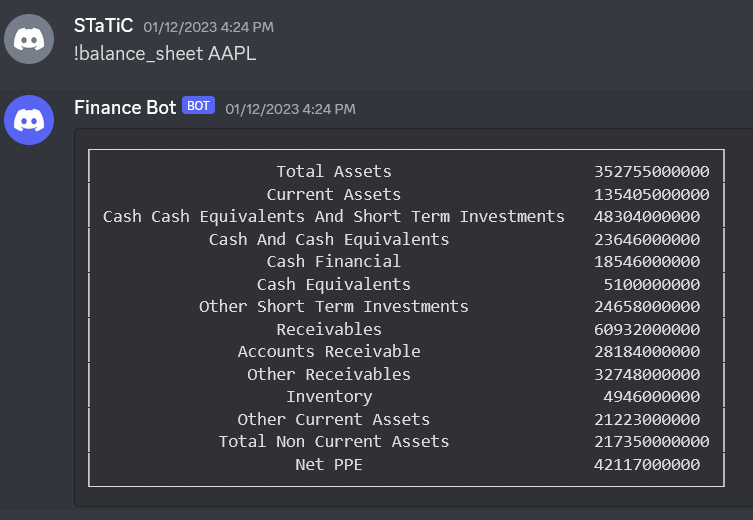 STaTiC 01/12/2023 4:24 PM
!balance_sheet AAPL
Finance Bot BOT 01/12/2023 4:24 PM
Total Assets 352755000000
Current Assets 135405000000
Cash Cash Equivalents And Short Term Investments 48304000000
Cash And Cash Equivalents 23646000000
Cash Financial 18546000000
Cash Equivalents 5100000000
Other Short Term Investments 24658000000
Receivables 60932000000
Accounts Receivable 28184000000
Other Receivables 32748000000
Inventory 4946000000
Other Current Assets 21223000000
Total Non Current Assets 217350000000
Net PPE 42117000000